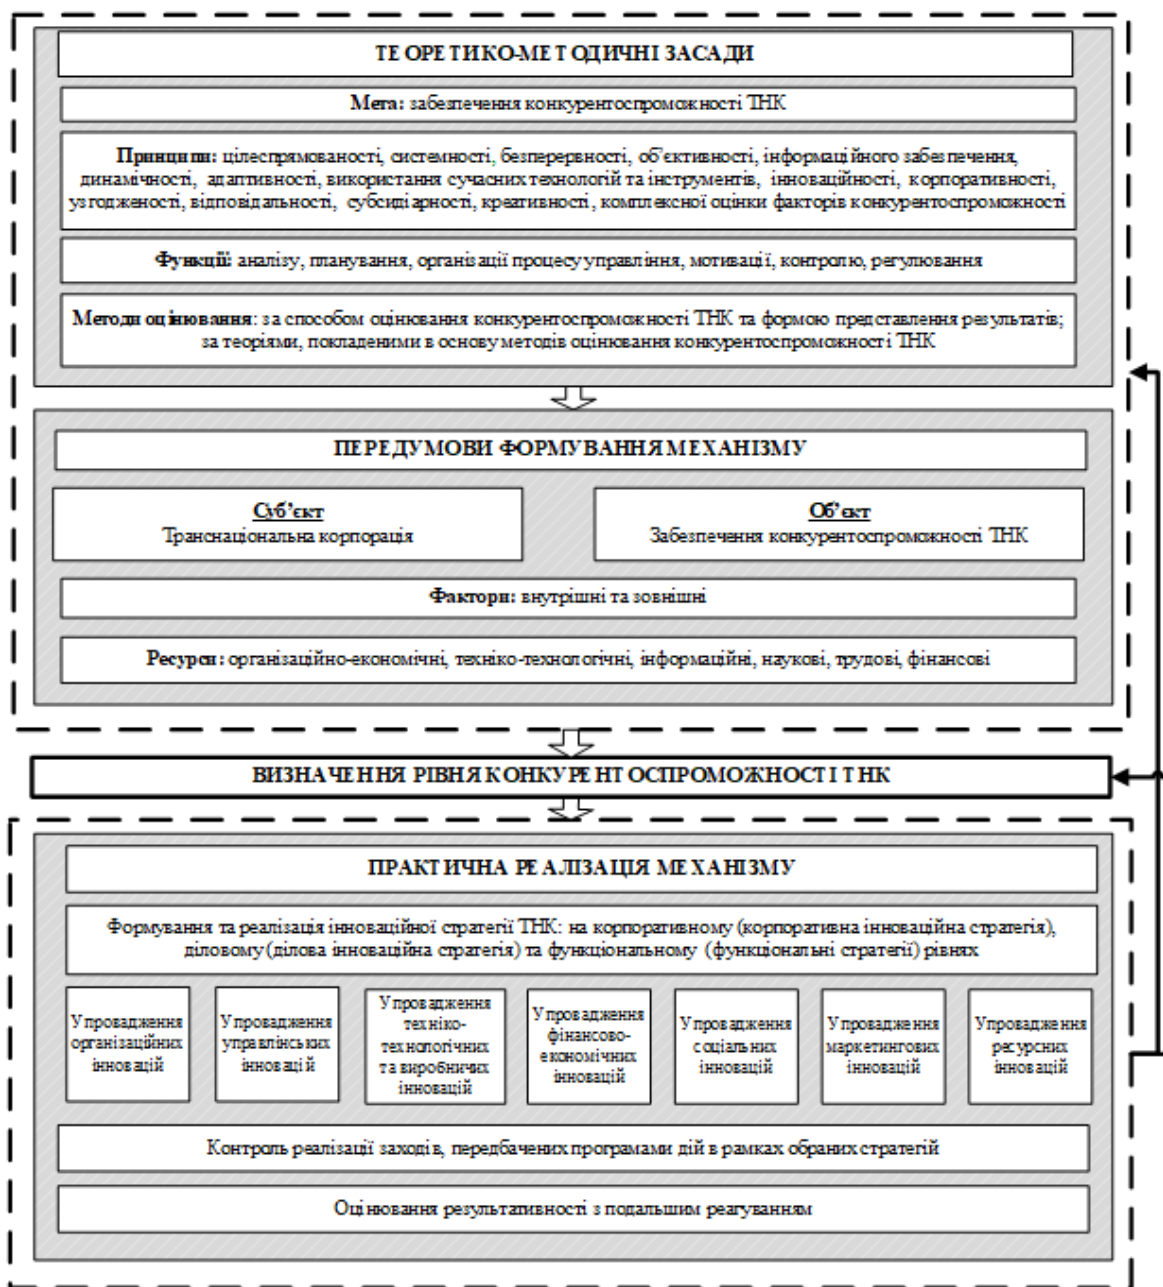 ТЕОРЕТИКО-МЕТОДИЧНІ ЗАСАДИ
Мета: забезпечення конкурентоспроможності ТНК
Принципи: цілеспрямованості, системності, безперервності, об'єктивності, інформаційного забезпечення,
динамічності, адаптивності, використання сучасних технологій та інструментів, інноваційності, корпоративності,
узгодженості, відповідальності, субсидіарності, креативності, комплексної оцінки факторів конкурентоспроможності
Функції: аналізу, планування, організації процесу управління, мотивації, контролю, регулювання
Методи оцінювання: за способом оцінювання конкурентоспроможності ТНК та формою представлення результатів;
за теоріями, покладеними в основу методів оцінювання конкурентоспроможності ТНК
ПЕРЕДУМОВИ ФОРМУВАННЯ МЕХАНІЗМУ
Суб’єкт
Транснаціональна корпорація
Об’єкт
Забезпечення конкурентоспроможності ТНК
Фактори: внутрішні та зовнішні
Ресурси: організаційно-економічні, техніко-технологічні, інформаційні, наукові, трудові, фінансові
ВИЗНАЧЕННЯ РІВНЯ КОНКУРЕНТОСПРОМОЖНОСТІ ТНК
ПРАКТИЧНА РЕАЛІЗАЦІЯ МЕХАНІЗМУ
Формування та реалізація інноваційної стратегії ТНК: на корпоративному (корпоративна інноваційна стратегія),
діловому (ділова інноваційна стратегія) та функціональному (функціональні стратегії) рівнях
Упровадження
організаційних
інновацій
Упровадження
управлінських
інновацій
Упровадження
техніко-
технологічних
та виробничих
інновацій
Упровадження
фінансово-
економічних
інновацій
Упровадження
соціальних
інновацій
Упровадження
маркетингових
інновацій
Упровадження
ресурсних
інновацій
Контроль реалізації заходів, передбачених програмами дій в рамках обраних стратегій
Оцінювання результативності з подальшим реагуванням